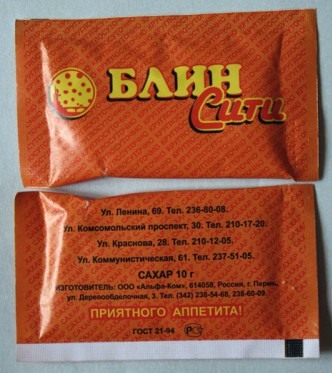 БЛИН
Сити
Ул. Ленина, 69. Тел. 236-80-08.
Ул. Комсомольский проспект, 30. Тел. 210-17-20.
Ул. Краснова, 28. Тел. 210-12-05.
Ул. Коммунистическая, 61. Тел. 237-51-05.
САХАР 10 г
ИЗГОТОВИТЕЛЬ: ООО «Альфа-Ком», 614058, Россия, г. Пермь,
ул. Деревообделочная, 3. Тел. (342) 238-54-68, 238-60-09.
ПРИЯТНОГО АППЕТИТА!
ГОСТ 21-94